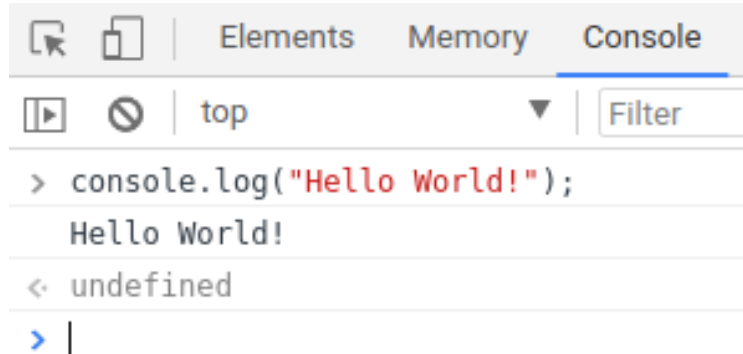 Elements Memory Console
top Filter
> console.log("Hello World!");
Hello World!
undefined
>